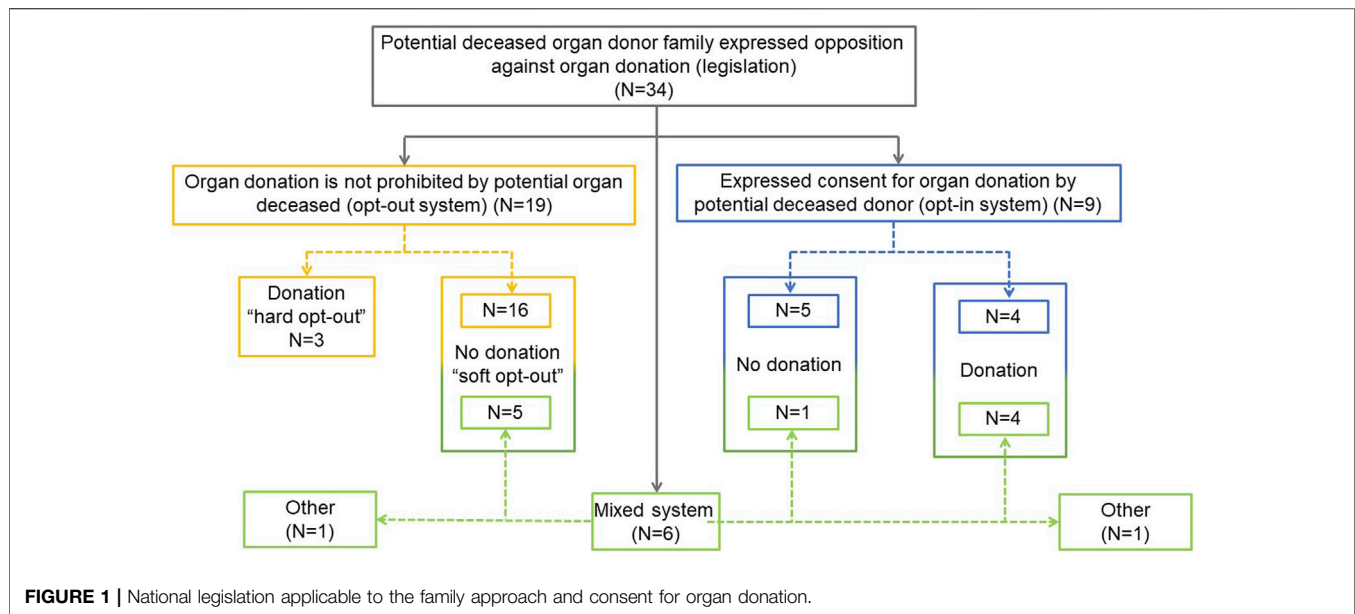 Potential deceased organ donor family expressed opposition
against organ donation (legislation)
(N=34)
Organ donation is not prohibited by potential organ
deceased (opt-out system) (N=19)
Expressed consent for organ donation by
potential deceased donor (opt-in system) (N=9)
Donation
“hard opt-out”
N=3
N=16
No donation
“soft opt-out”
N=5
N=5
No donation
N=1
N=4
Donation
N=4
Other
(N=1)
Mixed system
(N=6)
Other
(N=1)
FIGURE 1 | National legislation applicable to the family approach and consent for organ donation.